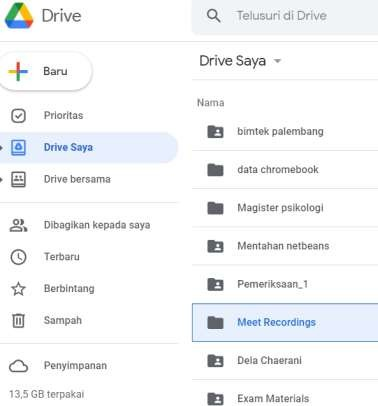 Drive
Telusuri di Drive
Baru
Prioritas
Drive Saya
Drive bersama
Dibagikan kepada saya
Terbaru
Berbintang
Sampah
Penyimpanan
13,5 GB terpakai
Drive Saya
Nama
bimtek palembang
data chromebook
Magister psikologi
Mentahan netbeans
Pemeriksaan_1
Meet Recordings
Dela Chaerani
Exam Materials